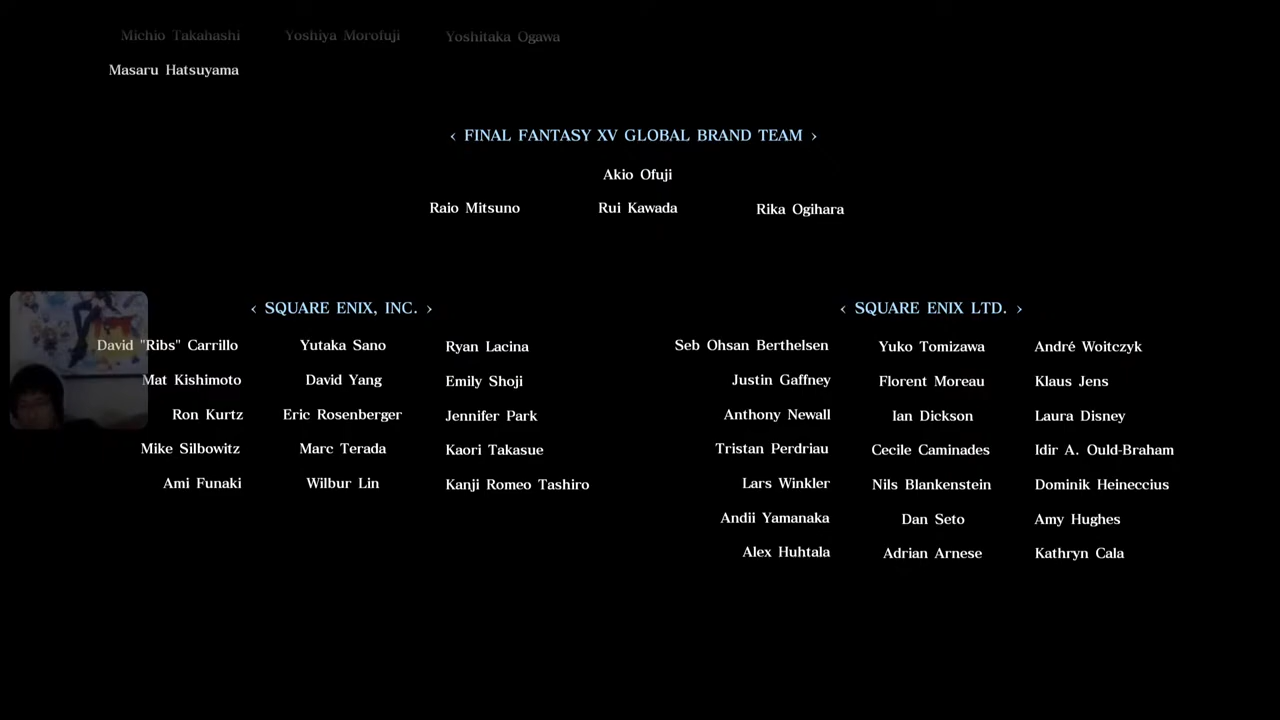 Michio Takahashi Yoshiya Morofuji Yoshitaka Ogawa
Masaru Hatsuyama
‹ FINAL FANTASY XV GLOBAL BRAND TEAM ›
Akio Ofuji
Raio Mitsuno Rui Kawada Rika Ogihara
‹ SQUARE ENIX, INC. ›
David "Ribs" Carrillo Yutaka Sano Ryan Lacina
Mat Kishimoto David Yang Emily Shoji
Ron Kurtz Eric Rosenberger Jennifer Park
Mike Silbowitz Marc Terada Kaori Takasue
Ami Funaki Wilbur Lin Kanji Romeo Tashiro
‹ SQUARE ENIX LTD. ›
Seb Ohsan Berthelsen Yuko Tomizawa André Woitczyk
Justin Gaffney Florent Moreau Klaus Jens
Anthony Newall Ian Dickson Laura Disney
Tristan Perdriau Cecile Caminades Idir A. Ould-Braham
Lars Winkler Nils Blankenstein Dominik Heineccius
Andii Yamanaka Dan Seto Amy Hughes
Alex Huhtala Adrian Arnese Kathryn Cala